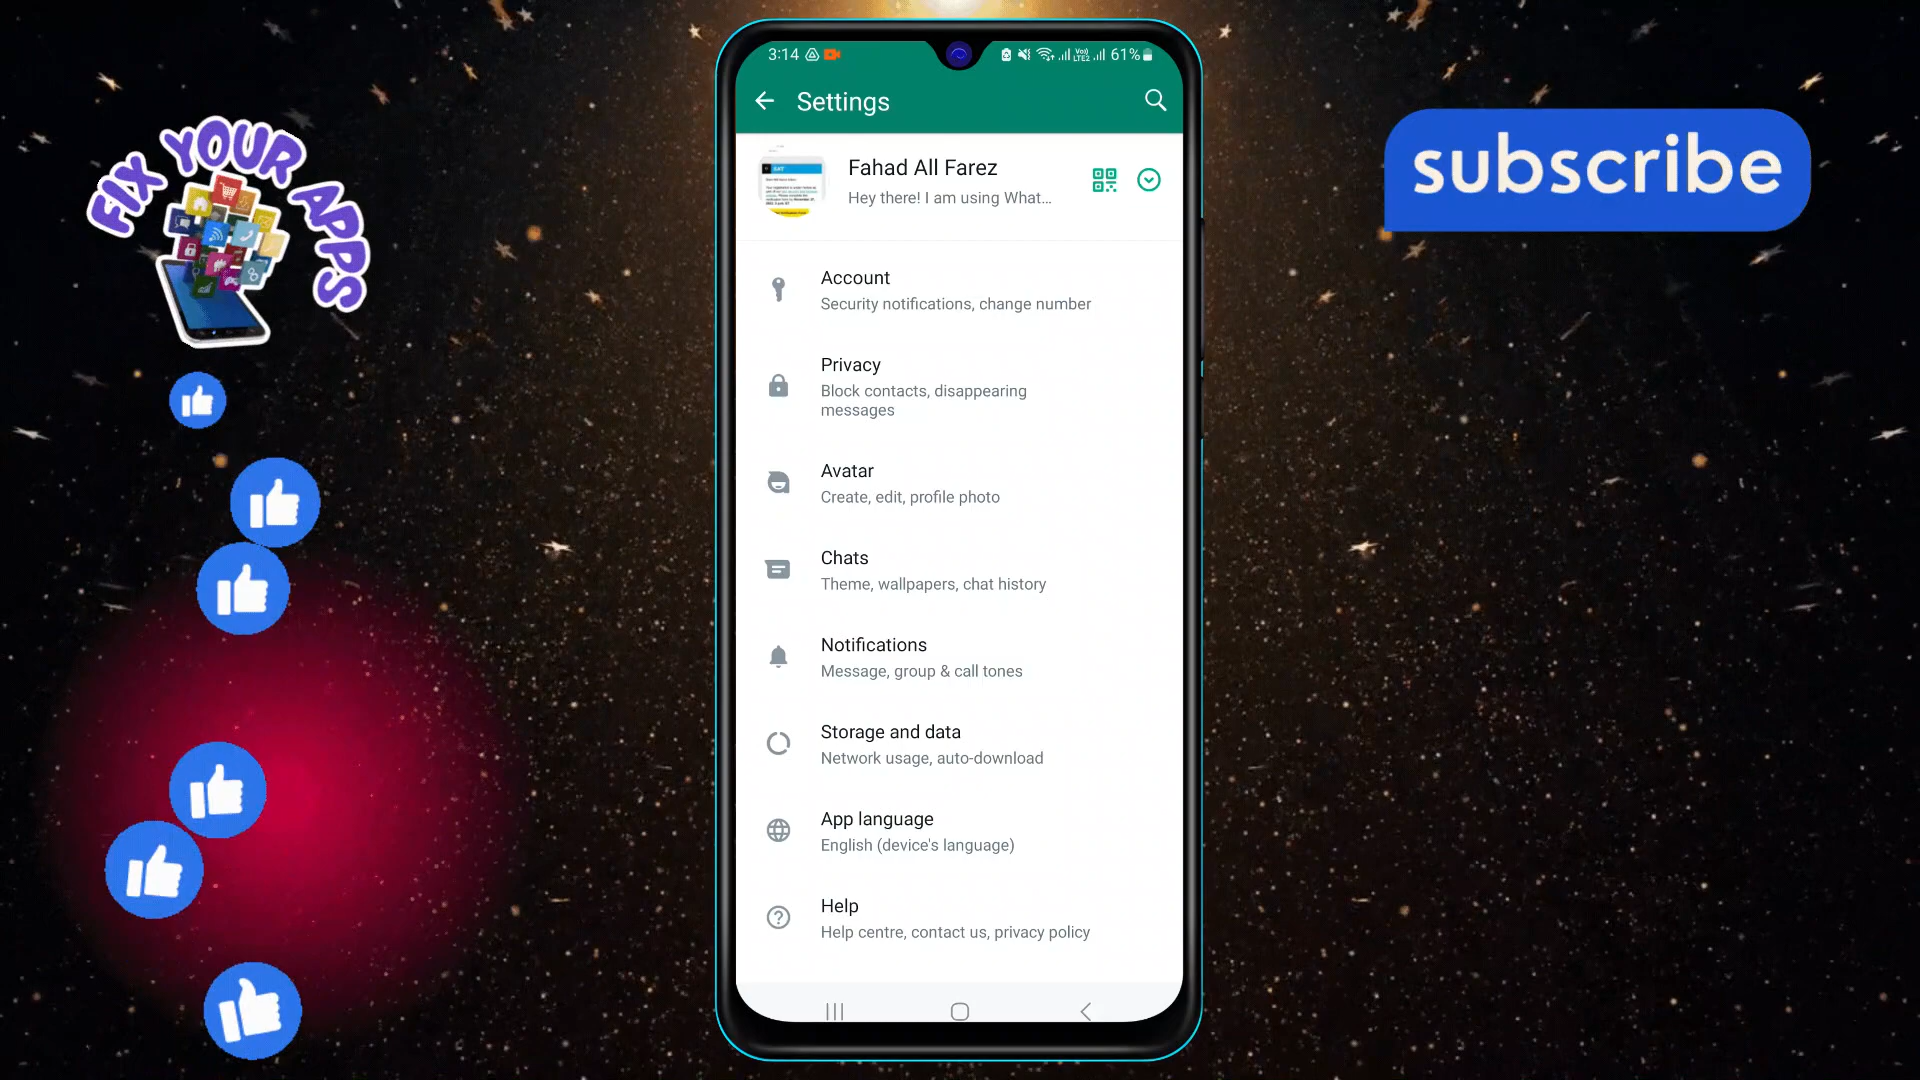 FIX YOUR APPS
subscribe
3:14
Vo)) LTE2
61%
Settings
Fahad All Farez
Hey there! I am using What...
Account
Security notifications, change number
Privacy
Block contacts, disappearing
messages
Avatar
Create, edit, profile photo
Chats
Theme, wallpapers, chat history
Notifications
Message, group & call tones
Storage and data
Network usage, auto-download
App language
English (device's language)
Help
Help centre, contact us, privacy policy